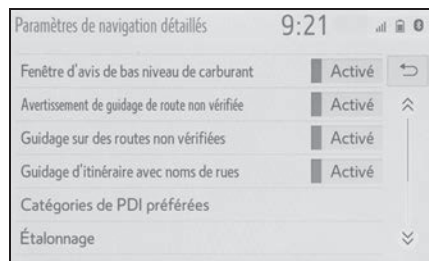 Paramètres de navigation détaillés 9:21
Fenêtre d'avis de bas niveau de carburant Activé
Avertissement de guidage de route non vérifiée Activé
Guidage sur des routes non vérifiées Activé
Guidage d'itinéraire avec noms de rues Activé
Catégories de PDI préférées
Étalonnage